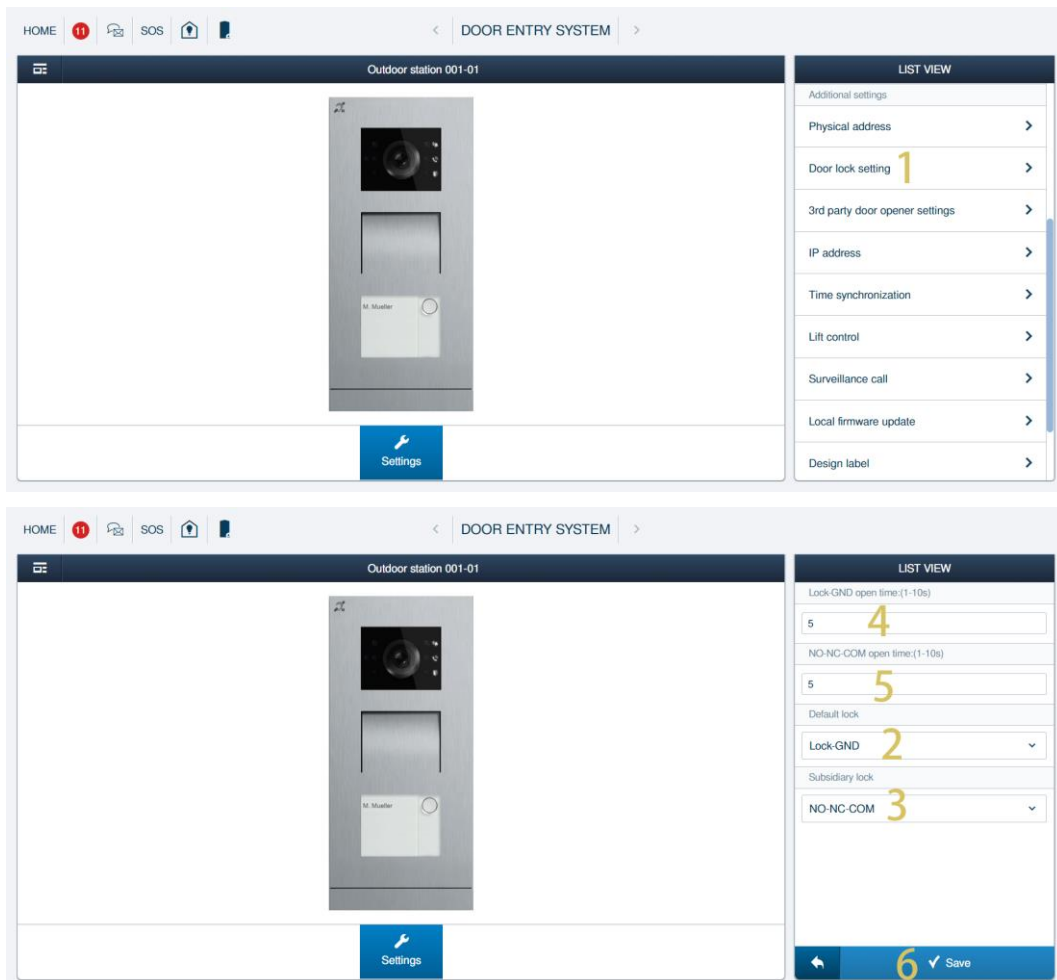 HOME 11 SOS < DOOR ENTRY SYSTEM >
Outdoor station 001-01
M. Mueller
Settings
LIST VIEW
Additional settings
Physical address
Door lock setting 1
3rd party door opener settings
IP address
Time synchronization
Lift control
Surveillance call
Local firmware update
Design label
HOME 11 SOS < DOOR ENTRY SYSTEM >
Outdoor station 001-01
M. Mueller
Settings
LIST VIEW
Lock-GND open time:(1-10s)
5 4
NO-NC-COM open time:(1-10s)
5 5
Default lock
Lock-GND 2
Subsidiary lock
NO-NC-COM 3
6 Save